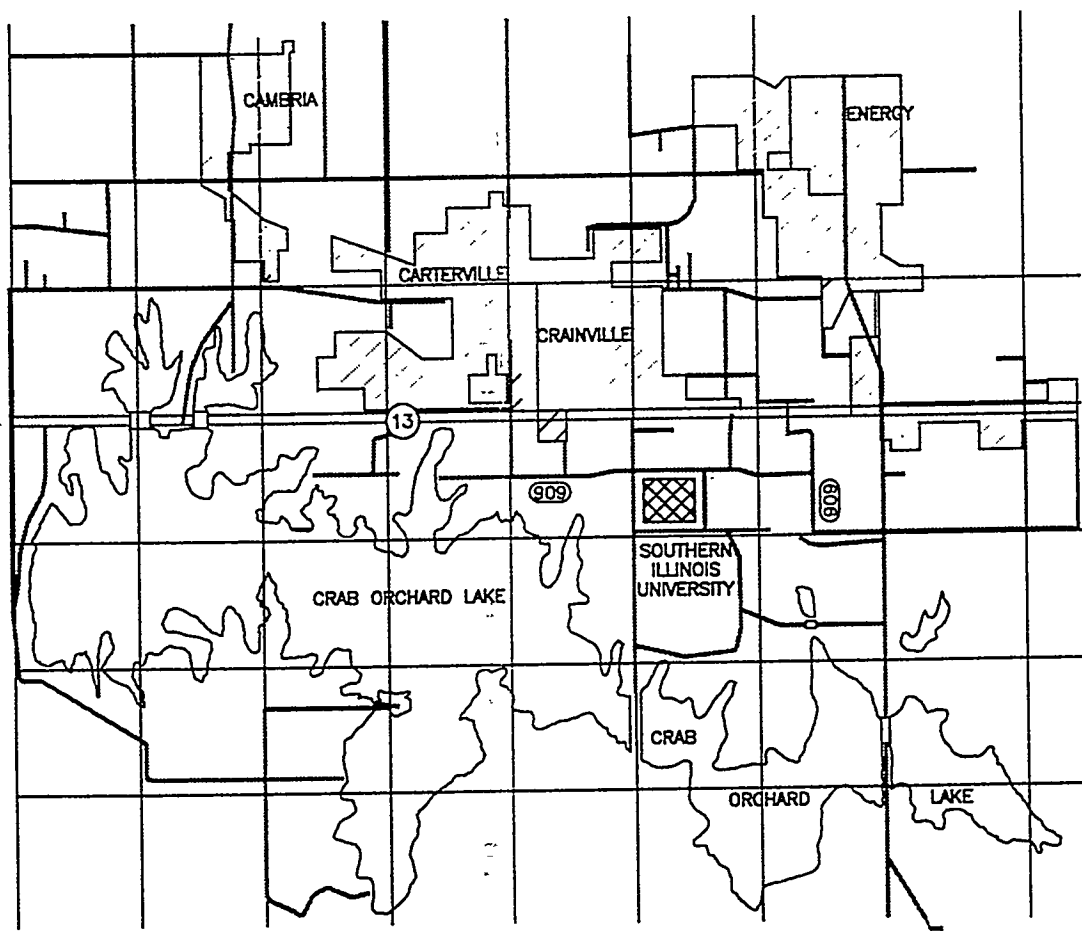 CAMBRIA
ENERGY
CARTERVILLE
CRAINVILLE
13
909
909
SOUTHERN
ILLINOIS
UNIVERSITY
CRAB ORCHARD LAKE
CRAB
ORCHARD
LAKE